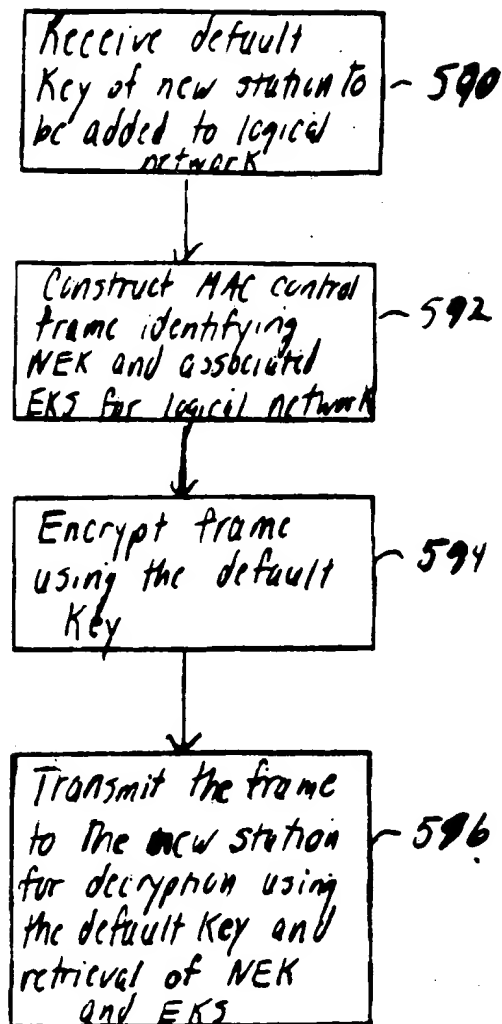 Receive default
Key of new station to
be added to logical
network
590
Construct MAC control
frame identifying
NEK and associated
EKS for logical network
592
Encrypt frame
using the default
Key
594
Transmit the frame
to the new station
for decryption using
the default Key and
retrieval of NEK
and EKS
596